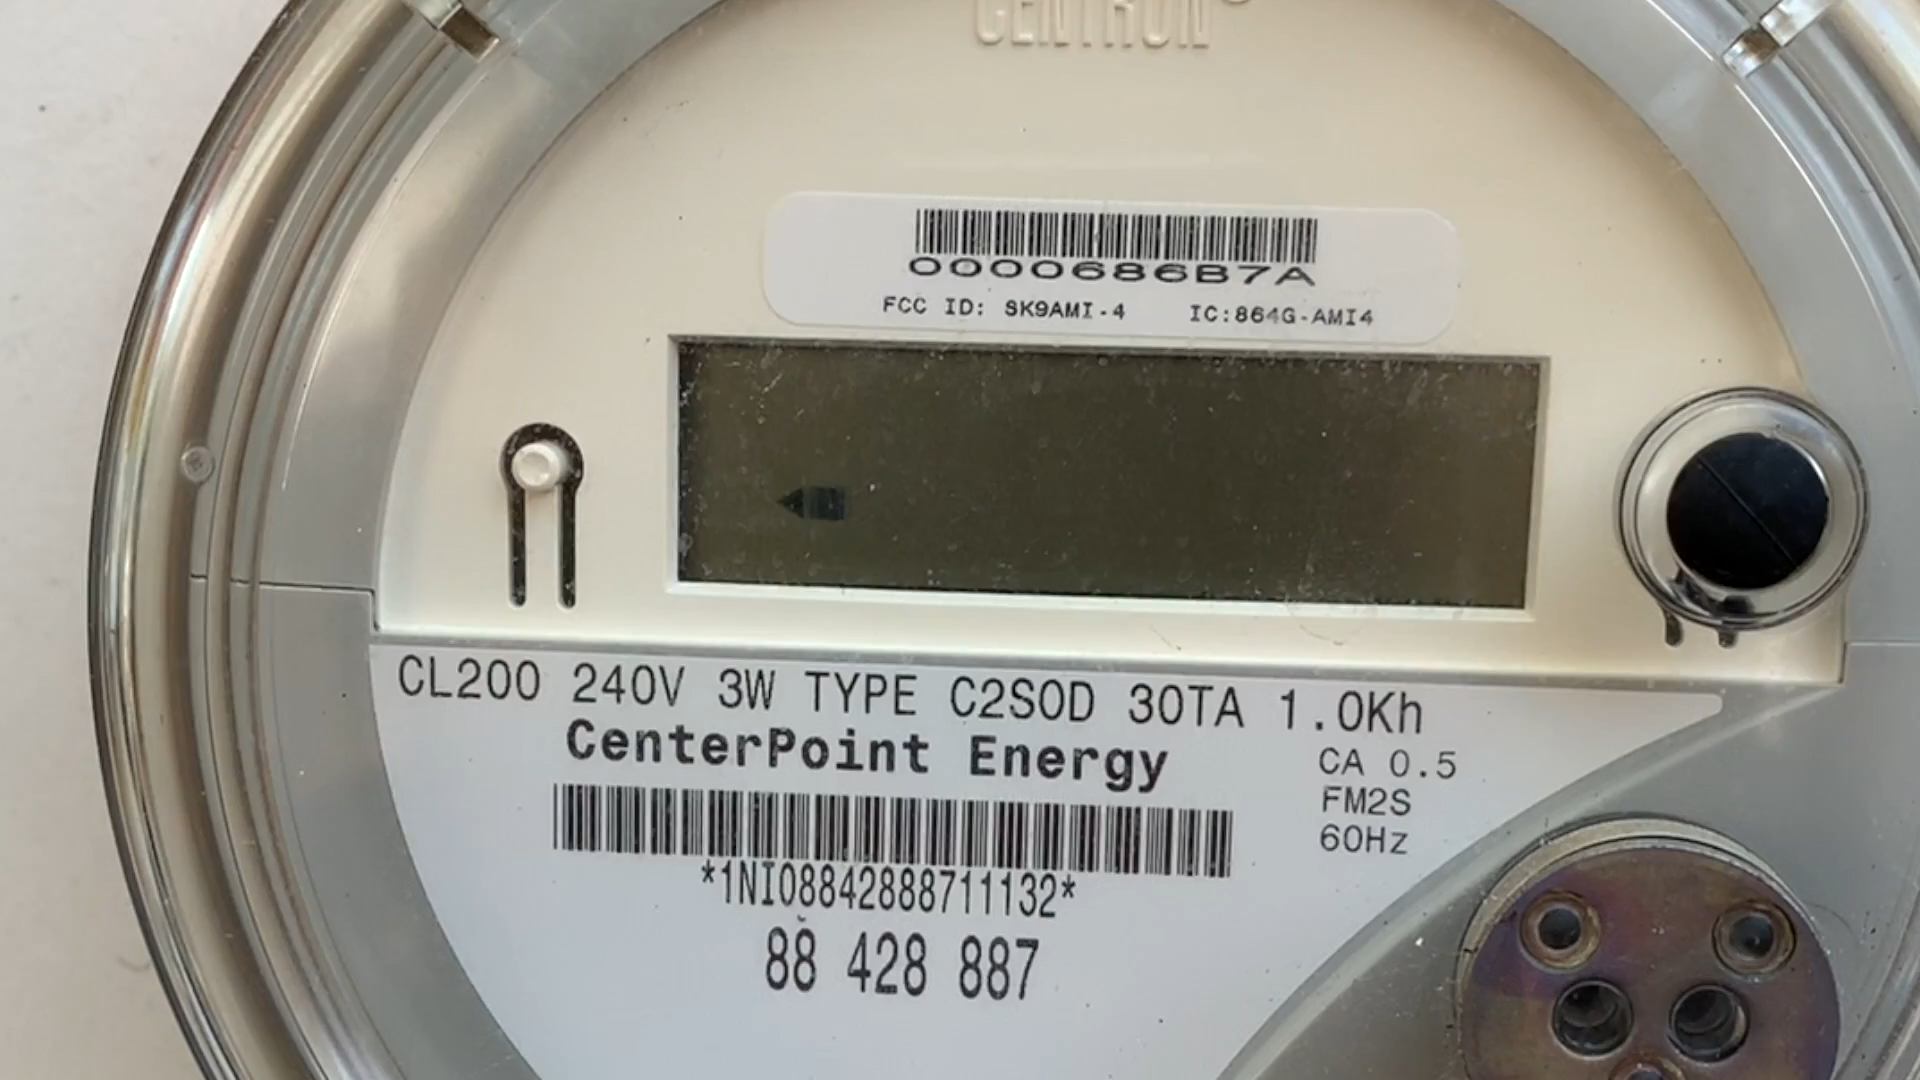 CENTRON
0000686B7A
FCC ID: SK9AMI-4 IC:864G-AMI4
CL200 240V 3W TYPE C2SOD 30TA 1.0Kh
CenterPoint Energy
CA 0.5
FM2S
60Hz
*1NI08842888711132*
88 428 887